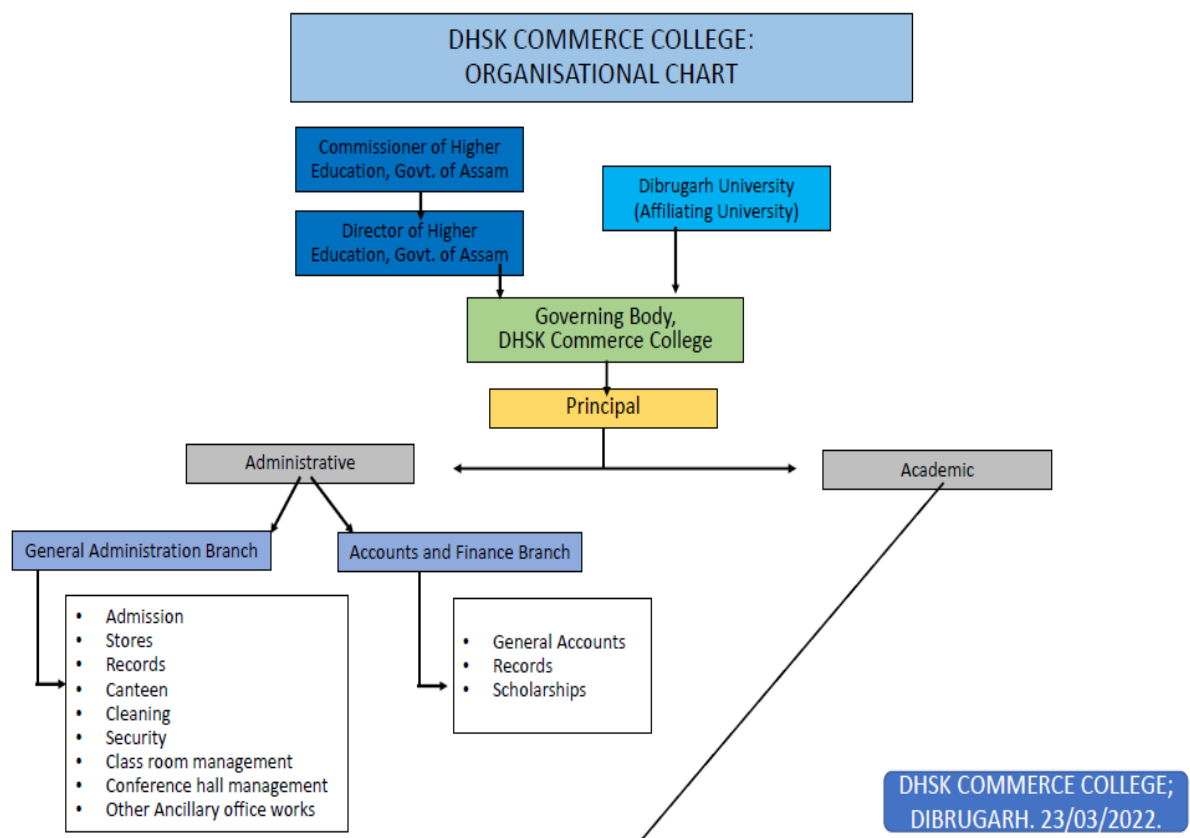 DHSK COMMERCE COLLEGE:
ORGANISATIONAL CHART
Commissioner of Higher
Education, Govt. of Assam
Dibrugarh University
(Affiliating University)
Director of Higher
Education, Govt. of Assam
Governing Body,
DHSK Commerce College
Principal
Administrative
Academic
General Administration Branch
Accounts and Finance Branch
• Admission
• Stores
• Records
• Canteen
• Cleaning
• Security
• Class room management
• Conference hall management
• Other Ancillary office works
• General Accounts
• Records
• Scholarships
DHSK COMMERCE COLLEGE;
DIBRUGARH. 23/03/2022.